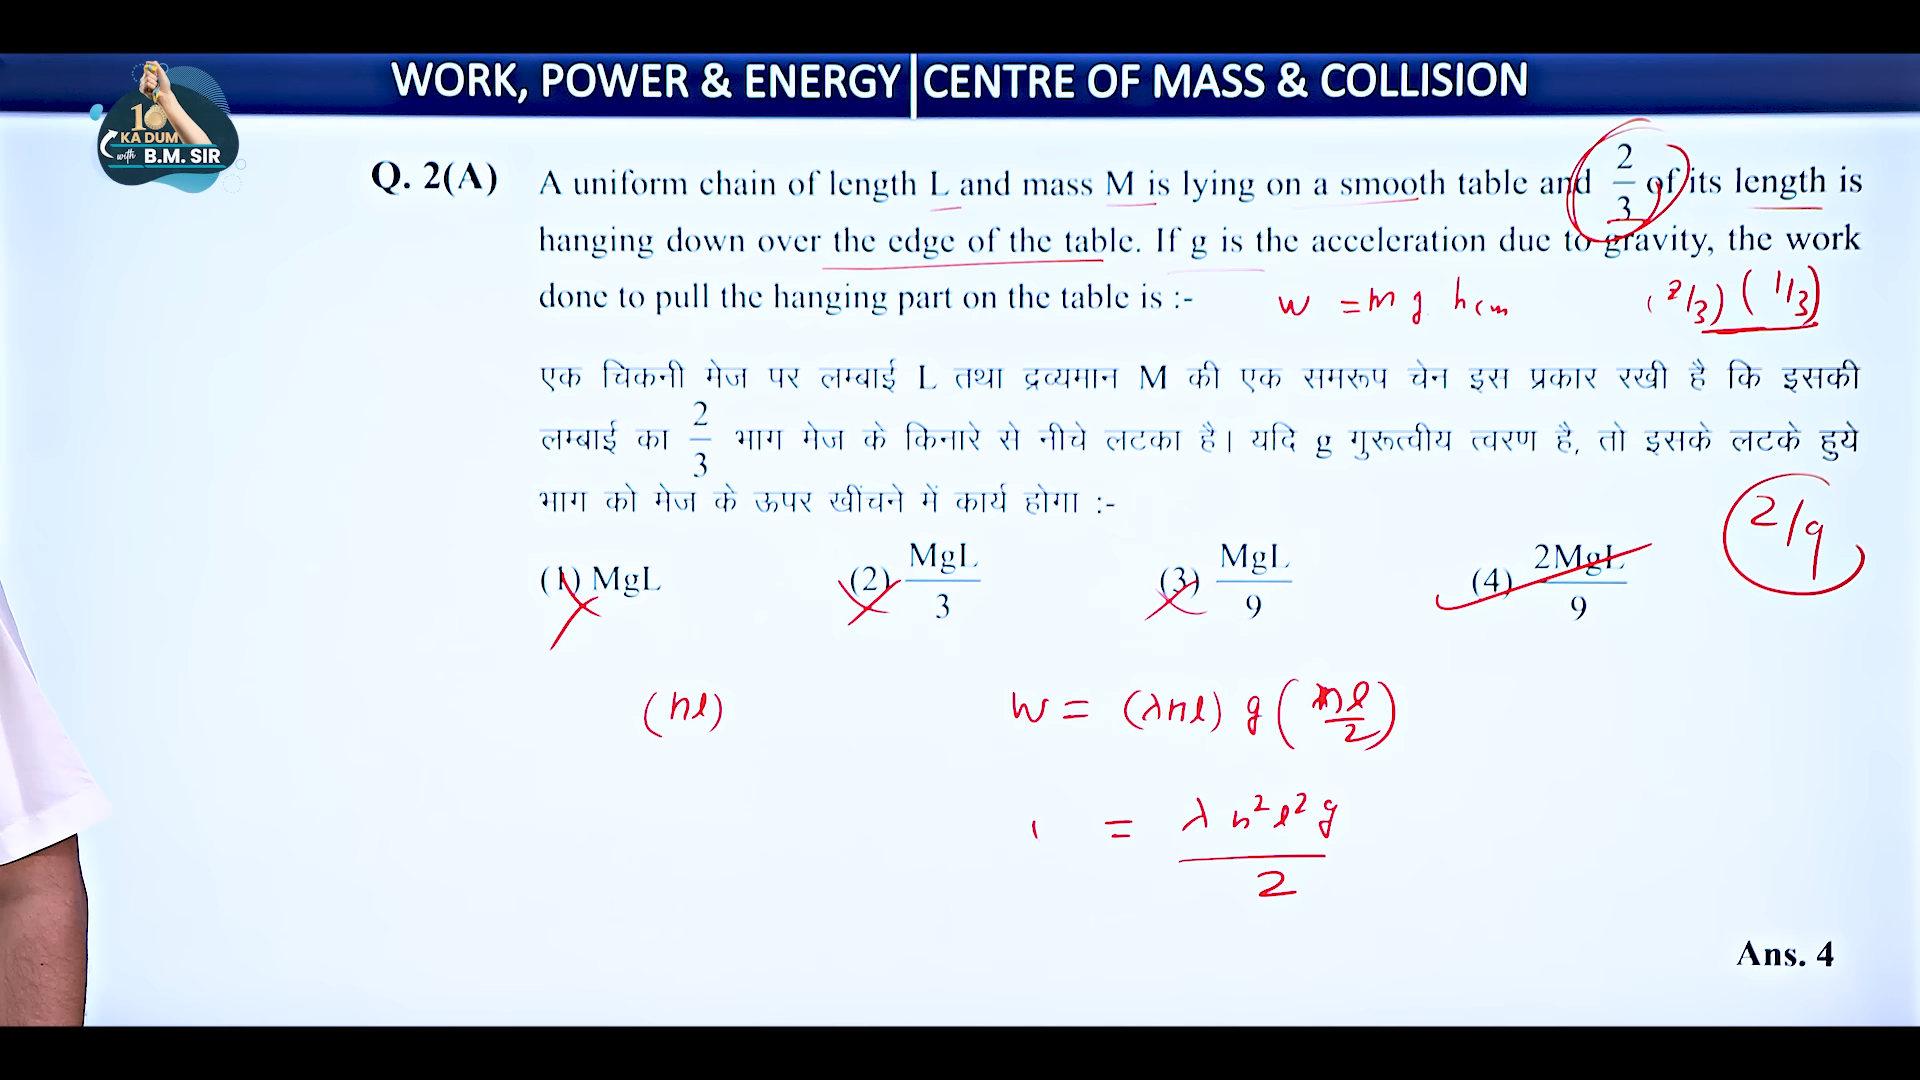 WORK, POWER & ENERGY | CENTRE OF MASS & COLLISION
10
KA DUM
with B.M. SIR
Q. 2(A) A uniform chain of length L and mass M is lying on a smooth table and 2/3 of its length is
hanging down over the edge of the table. If g is the acceleration due to gravity, the work
done to pull the hanging part on the table is :-
w = m g h cm (2/3) (1/3)
एक चिकनी मेज पर लम्बाई L तथा द्रव्यमान M की एक समरूप चेन इस प्रकार रखी है कि इसकी
लम्बाई का 2/3 भाग मेज के किनारे से नीचे लटका है। यदि g गुरूत्वीय त्वरण है, तो इसके लटके हुये
भाग को मेज के ऊपर खींचने में कार्य होगा :-
2/9
(1) MgL (2) MgL/3 (3) MgL/9 (4) 2MgL/9
(nl) W = (λnl) g (nl/2)
= λn²l²g/2
Ans. 4